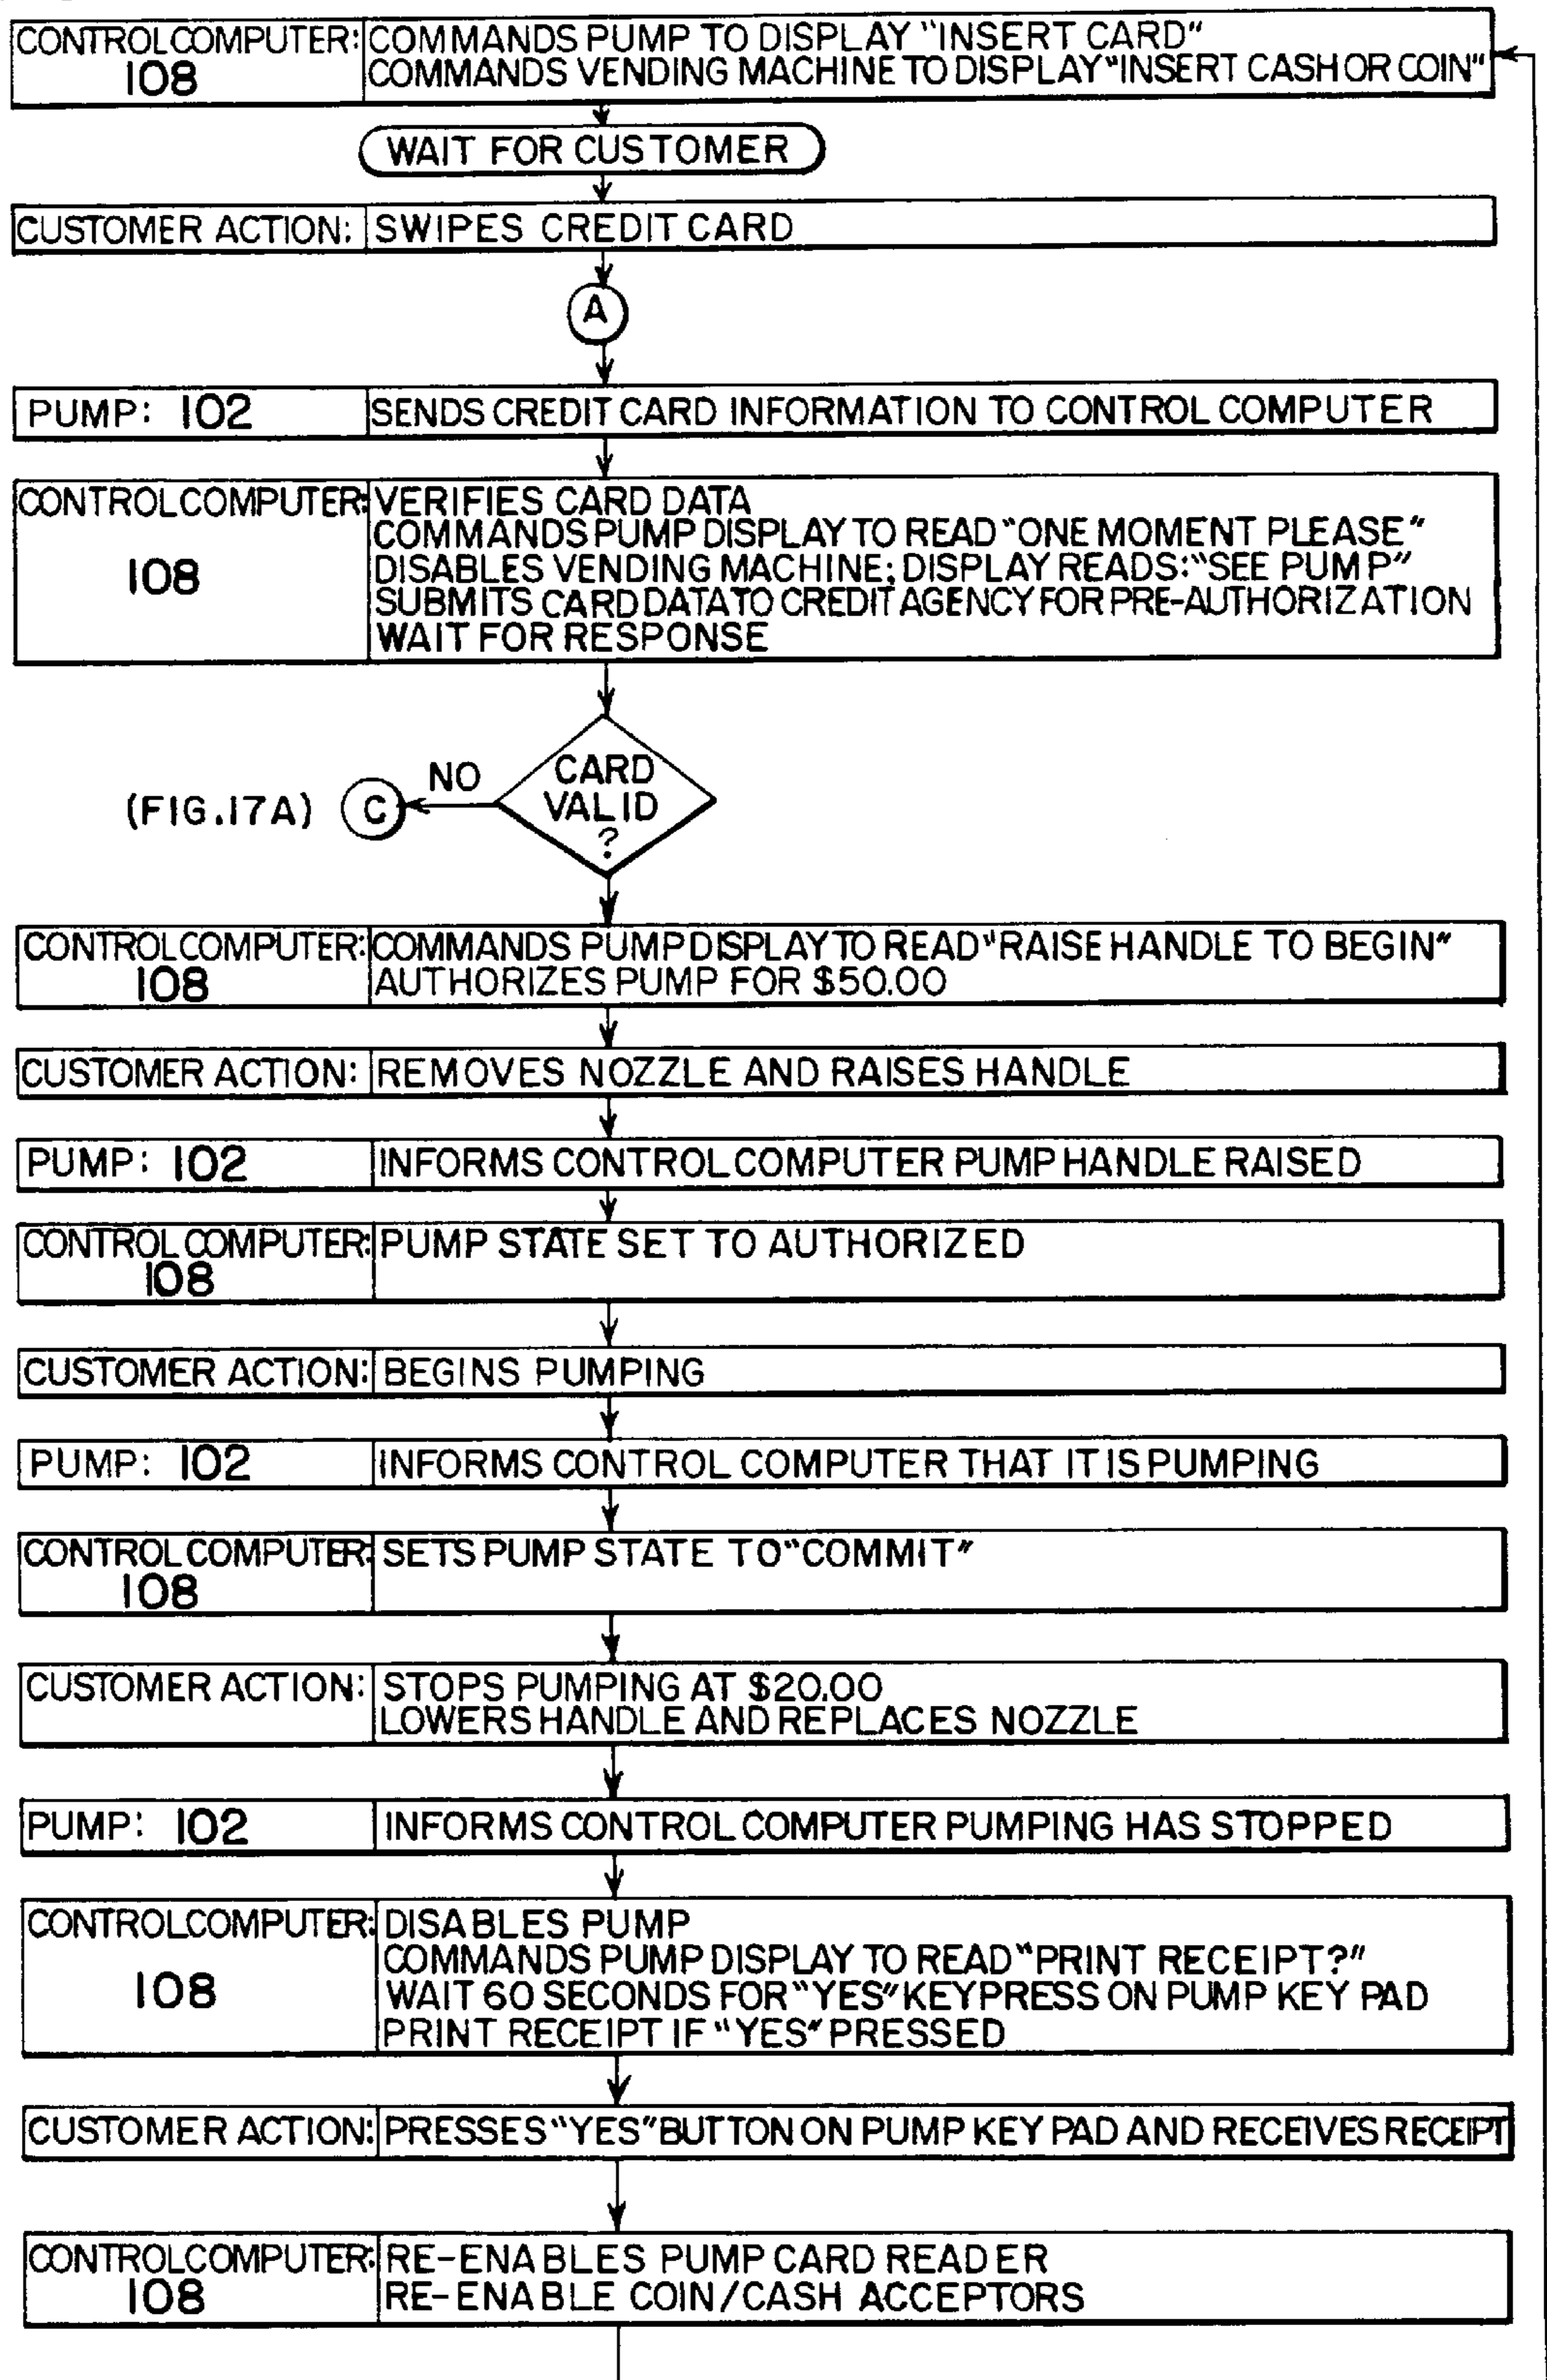 CONTROL COMPUTER: COMMANDS PUMP TO DISPLAY "INSERT CARD"
108 COMMANDS VENDING MACHINE TO DISPLAY "INSERT CASH OR COIN"
WAIT FOR CUSTOMER
CUSTOMER ACTION: SWIPES CREDIT CARD
A
PUMP: 102 SENDS CREDIT CARD INFORMATION TO CONTROL COMPUTER
CONTROL COMPUTER: VERIFIES CARD DATA
COMMANDS PUMP DISPLAY TO READ "ONE MOMENT PLEASE"
108 DISABLES VENDING MACHINE; DISPLAY READS: "SEE PUMP"
SUBMITS CARD DATA TO CREDIT AGENCY FOR PRE-AUTHORIZATION
WAIT FOR RESPONSE
CARD
VALID
?
NO
(FIG.17A) C
CONTROL COMPUTER: COMMANDS PUMP DISPLAY TO READ "RAISE HANDLE TO BEGIN"
108 AUTHORIZES PUMP FOR $50.00
CUSTOMER ACTION: REMOVES NOZZLE AND RAISES HANDLE
PUMP: 102 INFORMS CONTROL COMPUTER PUMP HANDLE RAISED
CONTROL COMPUTER: PUMP STATE SET TO AUTHORIZED
108
CUSTOMER ACTION: BEGINS PUMPING
PUMP: 102 INFORMS CONTROL COMPUTER THAT IT IS PUMPING
CONTROL COMPUTER: SETS PUMP STATE TO "COMMIT"
108
CUSTOMER ACTION: STOPS PUMPING AT $20.00
LOWERS HANDLE AND REPLACES NOZZLE
PUMP: 102 INFORMS CONTROL COMPUTER PUMPING HAS STOPPED
CONTROL COMPUTER: DISABLES PUMP
COMMANDS PUMP DISPLAY TO READ "PRINT RECEIPT?"
108 WAIT 60 SECONDS FOR "YES" KEYPRESS ON PUMP KEY PAD
PRINT RECEIPT IF "YES" PRESSED
CUSTOMER ACTION: PRESSES "YES" BUTTON ON PUMP KEY PAD AND RECEIVES RECEIPT
CONTROL COMPUTER: RE-ENABLES PUMP CARD READER
108 RE-ENABLE COIN/CASH ACCEPTORS